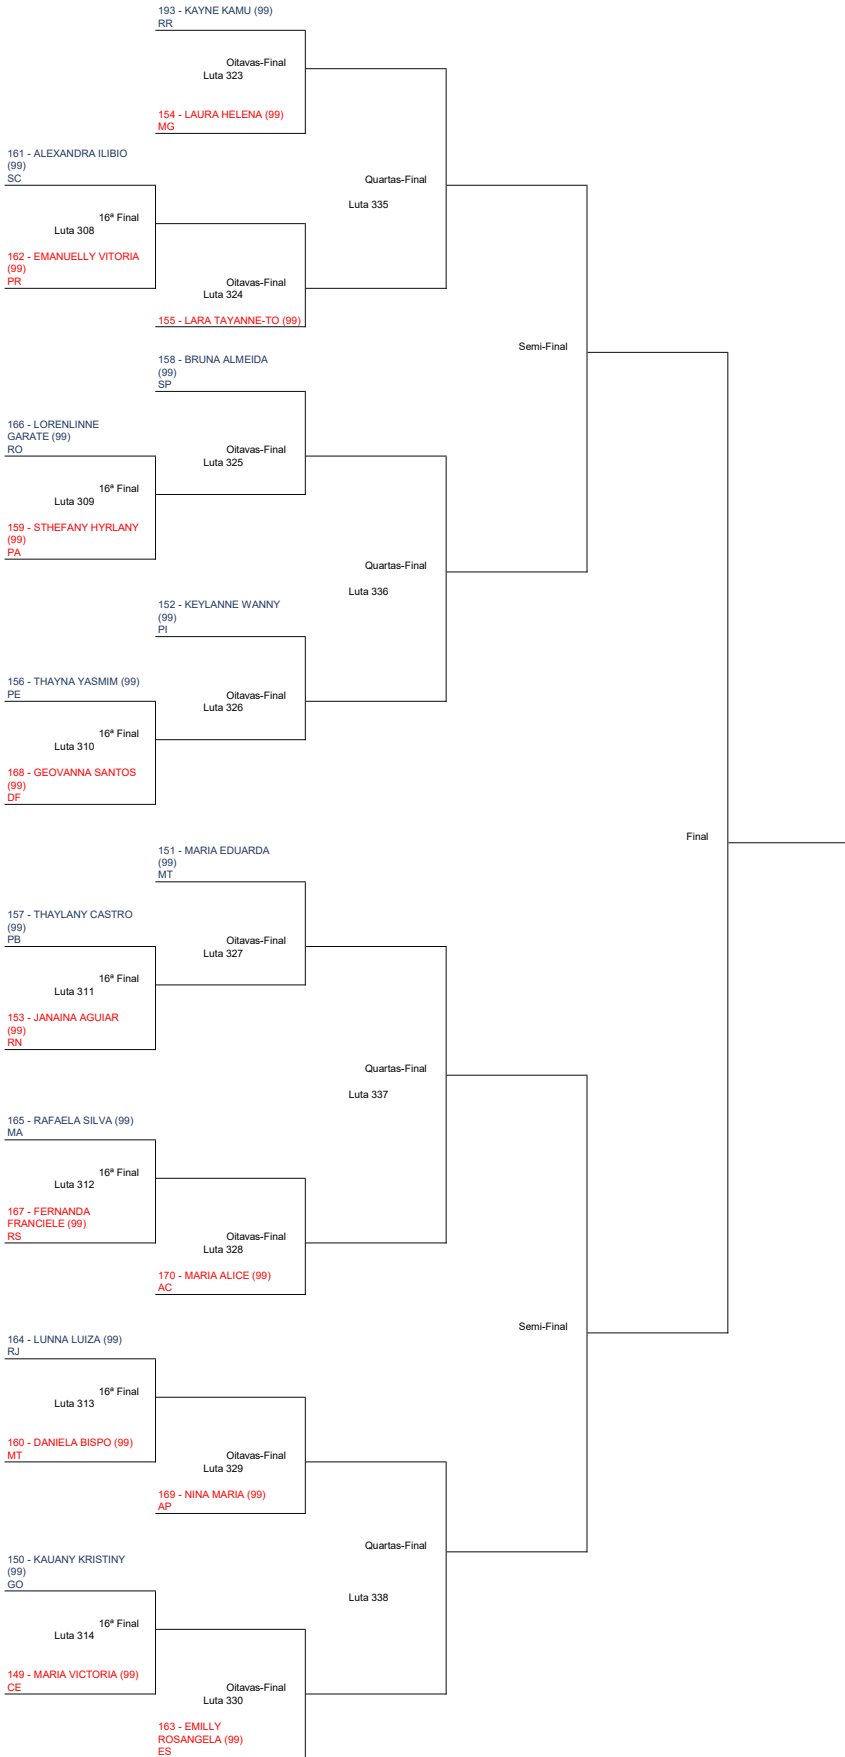 193 - KAYNE KAMU (99)
RR
Oitavas-Final
Luta 323
154 - LAURA HELENA (99)
MG
161 - ALEXANDRA ILIBIO
(99)
SC
Quartas-Final
Luta 335
16ª Final
Luta 308
162 - EMANUELLY VITORIA
(99)
PR
Oitavas-Final
Luta 324
155 - LARA TAYANNE-TO (99)
Semi-Final
158 - BRUNA ALMEIDA
(99)
SP
166 - LORENLINNE
GARATE (99)
RO
Oitavas-Final
Luta 325
16ª Final
Luta 309
159 - STHEFANY HYRLANY
(99)
PA
Quartas-Final
Luta 336
152 - KEYLANNE WANNY
(99)
PI
156 - THAYNA YASMIM (99)
PE
Oitavas-Final
Luta 326
16ª Final
Luta 310
168 - GEOVANNA SANTOS
(99)
DF
Final
151 - MARIA EDUARDA
(99)
MT
157 - THAYLANY CASTRO
(99)
PB
Oitavas-Final
Luta 327
16ª Final
Luta 311
153 - JANAINA AGUIAR
(99)
RN
Quartas-Final
Luta 337
165 - RAFAELA SILVA (99)
MA
16ª Final
Luta 312
167 - FERNANDA
FRANCIELE (99)
RS
Oitavas-Final
Luta 328
170 - MARIA ALICE (99)
AC
Semi-Final
164 - LUNNA LUIZA (99)
RJ
16ª Final
Luta 313
160 - DANIELA BISPO (99)
MT
Oitavas-Final
Luta 329
169 - NINA MARIA (99)
AP
Quartas-Final
Luta 338
150 - KAUANY KRISTINY
(99)
GO
16ª Final
Luta 314
149 - MARIA VICTORIA (99)
CE
Oitavas-Final
Luta 330
163 - EMILLY
ROSANGELA (99)
ES